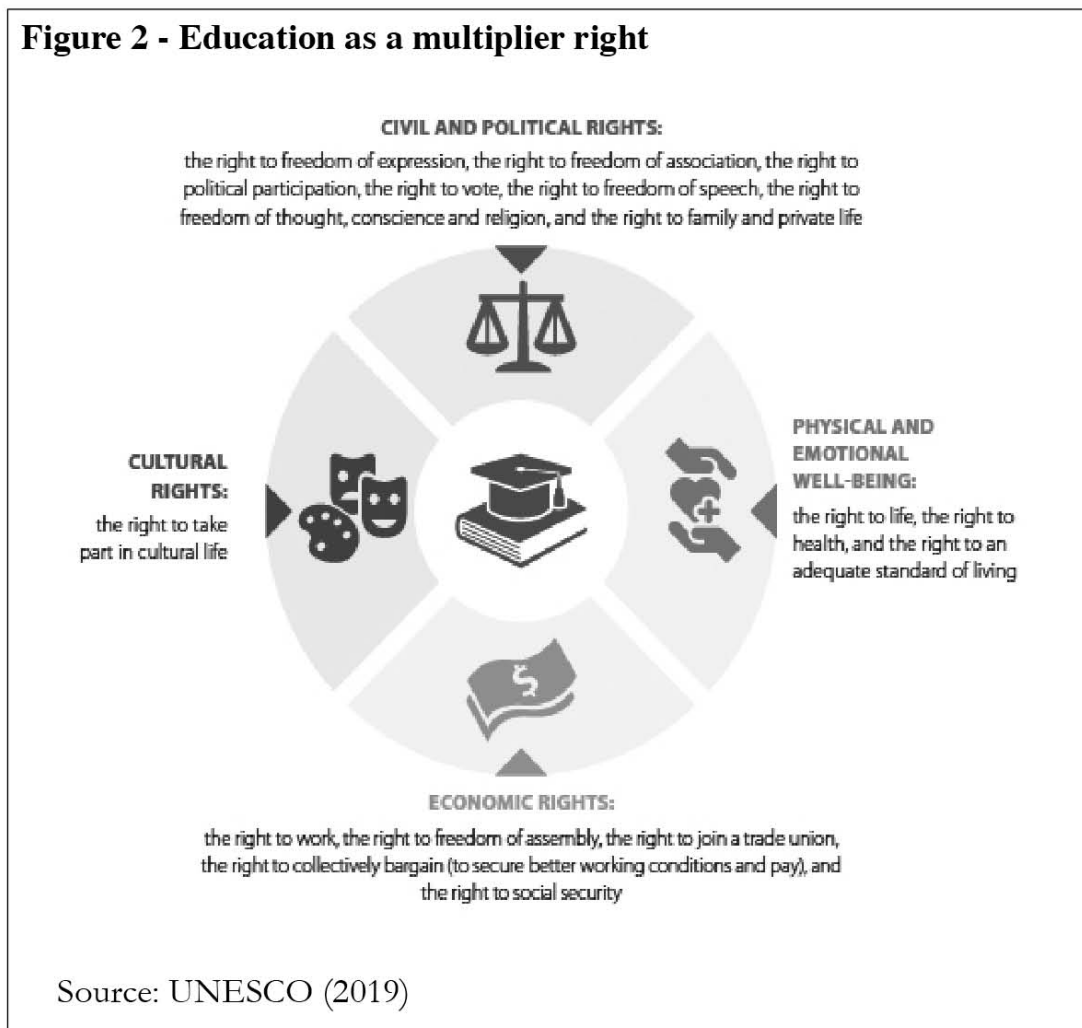 Figure 2 - Education as a multiplier right
CIVIL AND POLITICAL RIGHTS:
the right to freedom of expression, the right to freedom of association, the right to
political participation, the right to vote, the right to freedom of speech, the right to
freedom of thought, conscience and religion, and the right to family and private life
CULTURAL
RIGHTS:
the right to take
part in cultural life
PHYSICAL AND
EMOTIONAL
WELL-BEING:
the right to life, the right to
health, and the right to an
adequate standard of living
$
ECONOMIC RIGHTS:
the right to work, the right to freedom of assembly, the right to join a trade union,
the right to collectively bargain (to secure better working conditions and pay), and
the right to social security
Source: UNESCO (2019)